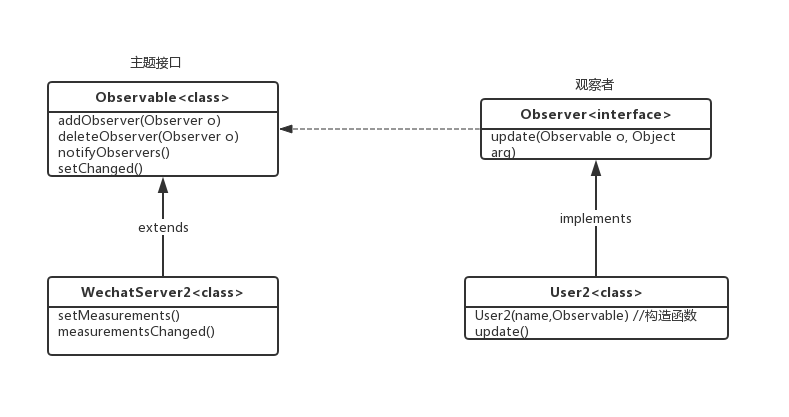 主题接口
Observable<class>
addObserver(Observer o)
deleteObserver(Observer o)
notifyObservers()
setChanged()
观察者
Observer<interface>
update(Observable o, Object
arg)
extends
implements
WechatServer2<class>
setMeasurements()
measurementsChanged()
User2<class>
User2(name,Observable) //构造函数
update()